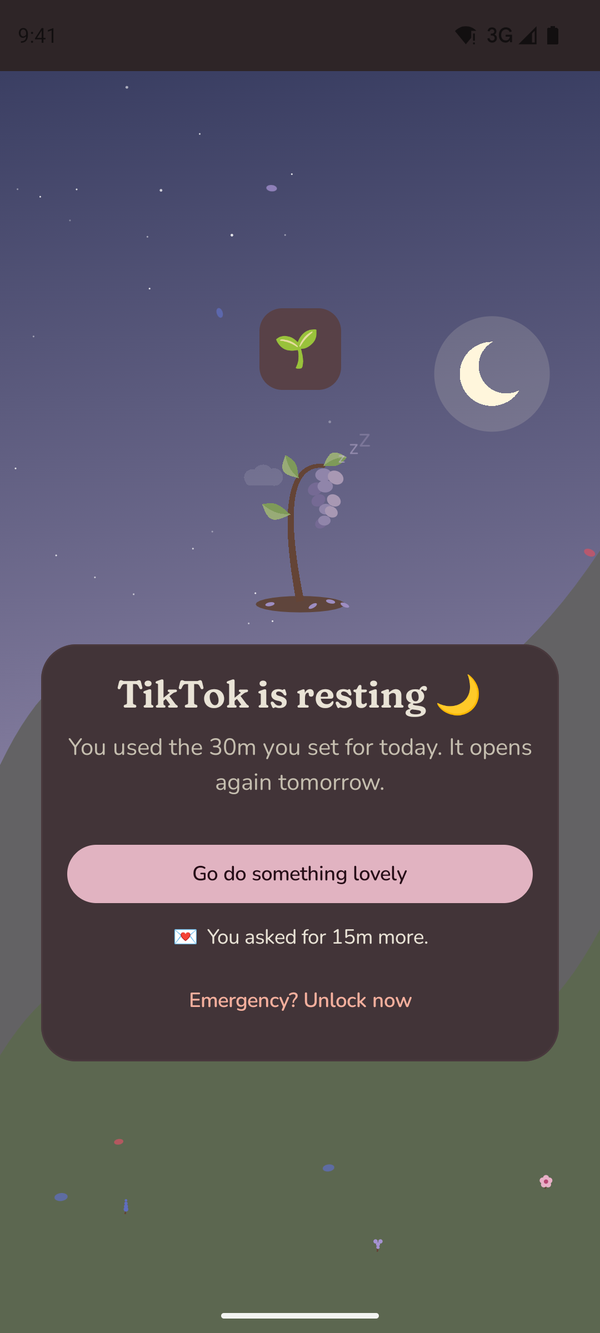 9:41
3G
z z
TikTok is resting 🌙
You used the 30m you set for today. It opens
again tomorrow.
Go do something lovely
💌 You asked for 15m more.
Emergency? Unlock now